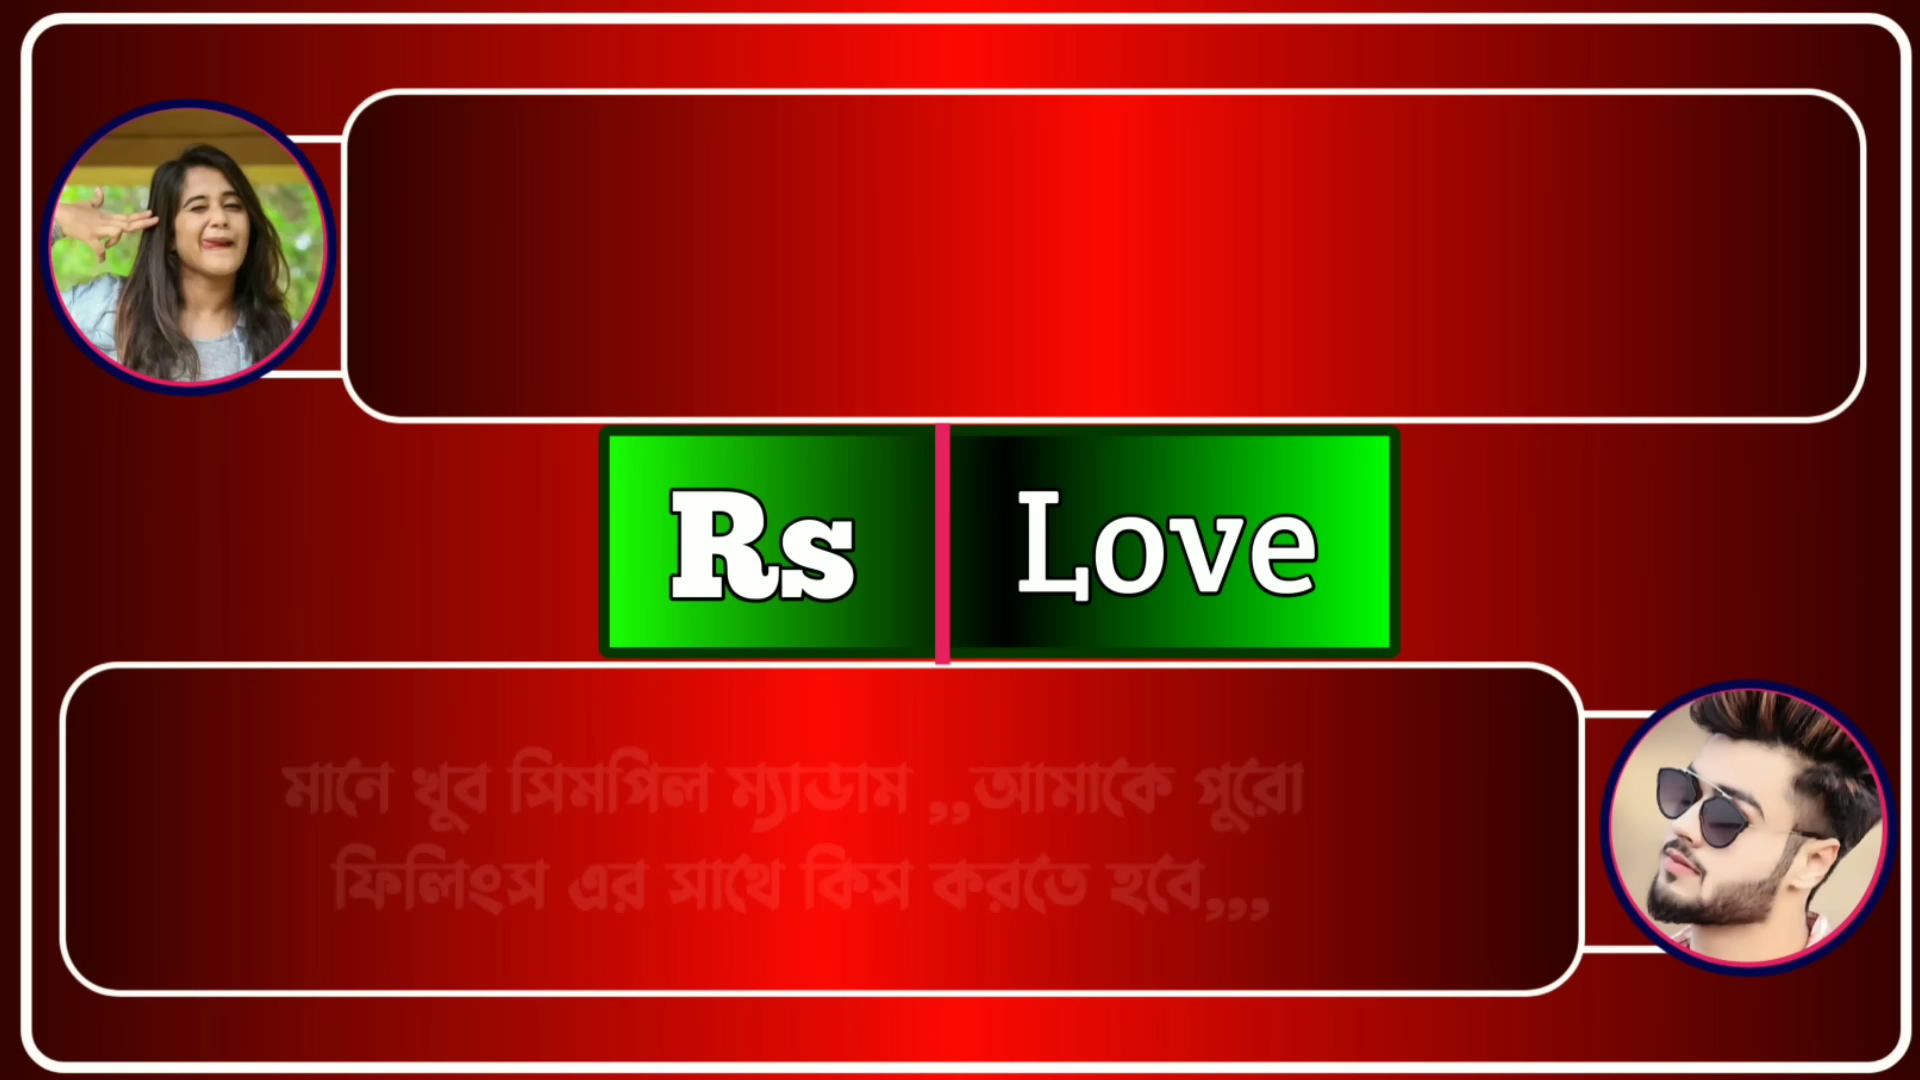 Rs Love
মানে খুব সিমপিল ম্যাডাম ,,আমাকে পুরো
ফিলিংস এর সাথে কিস করতে হবে,,,